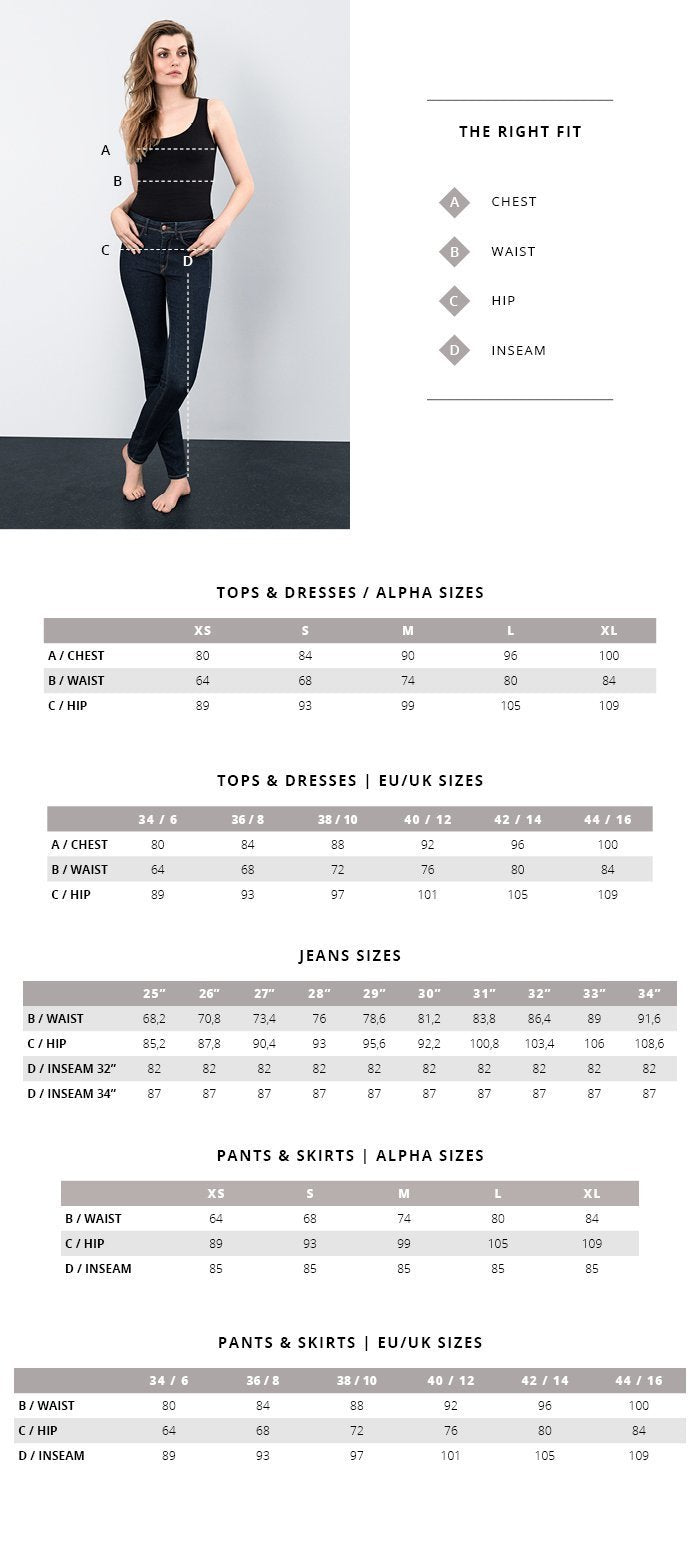 A
B
C
D
THE RIGHT FIT
A CHEST
B WAIST
C HIP
D INSEAM
TOPS & DRESSES / ALPHA SIZES
XS S M L XL
A / CHEST 80 84 90 96 100
B / WAIST 64 68 74 80 84
C / HIP 89 93 99 105 109
TOPS & DRESSES | EU/UK SIZES
34 / 6 36 / 8 38 / 10 40 / 12 42 / 14 44 / 16
A / CHEST 80 84 88 92 96 100
B / WAIST 64 68 72 76 80 84
C / HIP 89 93 97 101 105 109
JEANS SIZES
25” 26” 27” 28” 29” 30” 31” 32” 33” 34”
B / WAIST 68,2 70,8 73,4 76 78,6 81,2 83,8 86,4 89 91,6
C / HIP 85,2 87,8 90,4 93 95,6 92,2 100,8 103,4 106 108,6
D / INSEAM 32” 82 82 82 82 82 82 82 82 82 82
D / INSEAM 34” 87 87 87 87 87 87 87 87 87 87
PANTS & SKIRTS | ALPHA SIZES
XS S M L XL
B / WAIST 64 68 74 80 84
C / HIP 89 93 99 105 109
D / INSEAM 85 85 85 85 85
PANTS & SKIRTS | EU/UK SIZES
34 / 6 36 / 8 38 / 10 40 / 12 42 / 14 44 / 16
B / WAIST 80 84 88 92 96 100
C / HIP 64 68 72 76 80 84
D / INSEAM 89 93 97 101 105 109